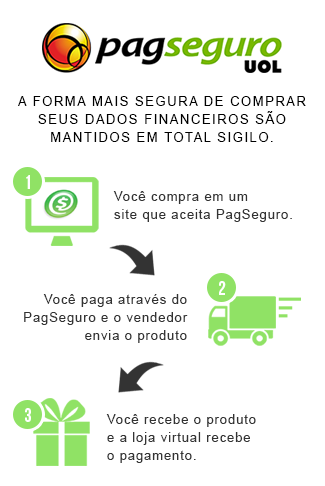 pagseguro
UOL
A FORMA MAIS SEGURA DE COMPRAR
SEUS DADOS FINANCEIROS SÃO
MANTIDOS EM TOTAL SIGILO.
1
Você compra em um
site que aceita PagSeguro.
2
Você paga através do
PagSeguro e o vendedor
envia o produto
3
Você recebe o produto
e a loja virtual recebe
o pagamento.